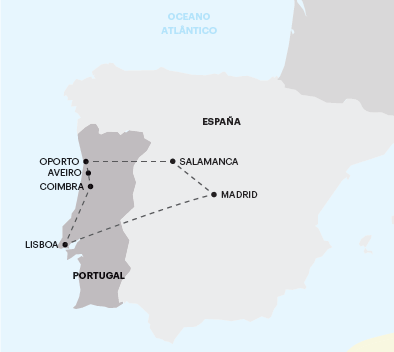 OCEANO
ATLÁNTICO
ESPAÑA
OPORTO
SALAMANCA
AVEIRO
COIMBRA
MADRID
LISBOA
PORTUGAL